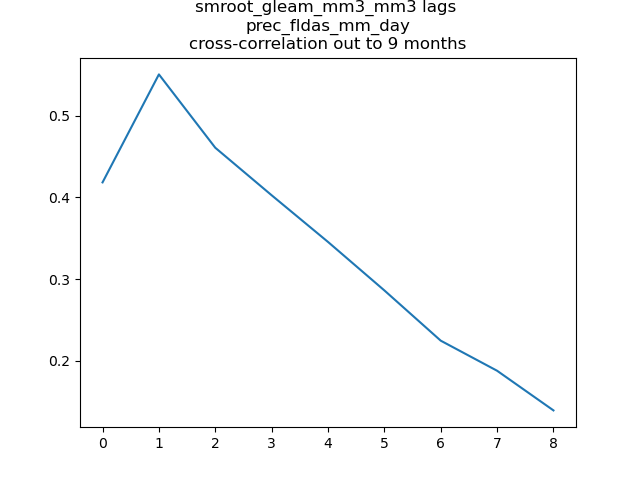 smroot_gleam_mm3_mm3 lags
prec_fldas_mm_day
cross-correlation out to 9 months
0.5
0.4
0.3
0.2
0 1 2 3 4 5 6 7 8